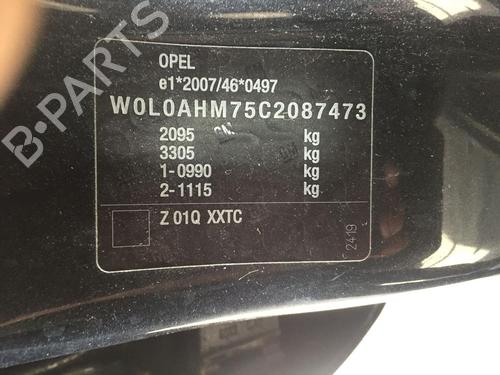 B-PARTS
OPEL
e1*2007/46*0497
W0L0AHM75C2087473
2095 kg
3305 kg
1-0990 kg
2-1115 kg
Z 01Q XXTC
2419